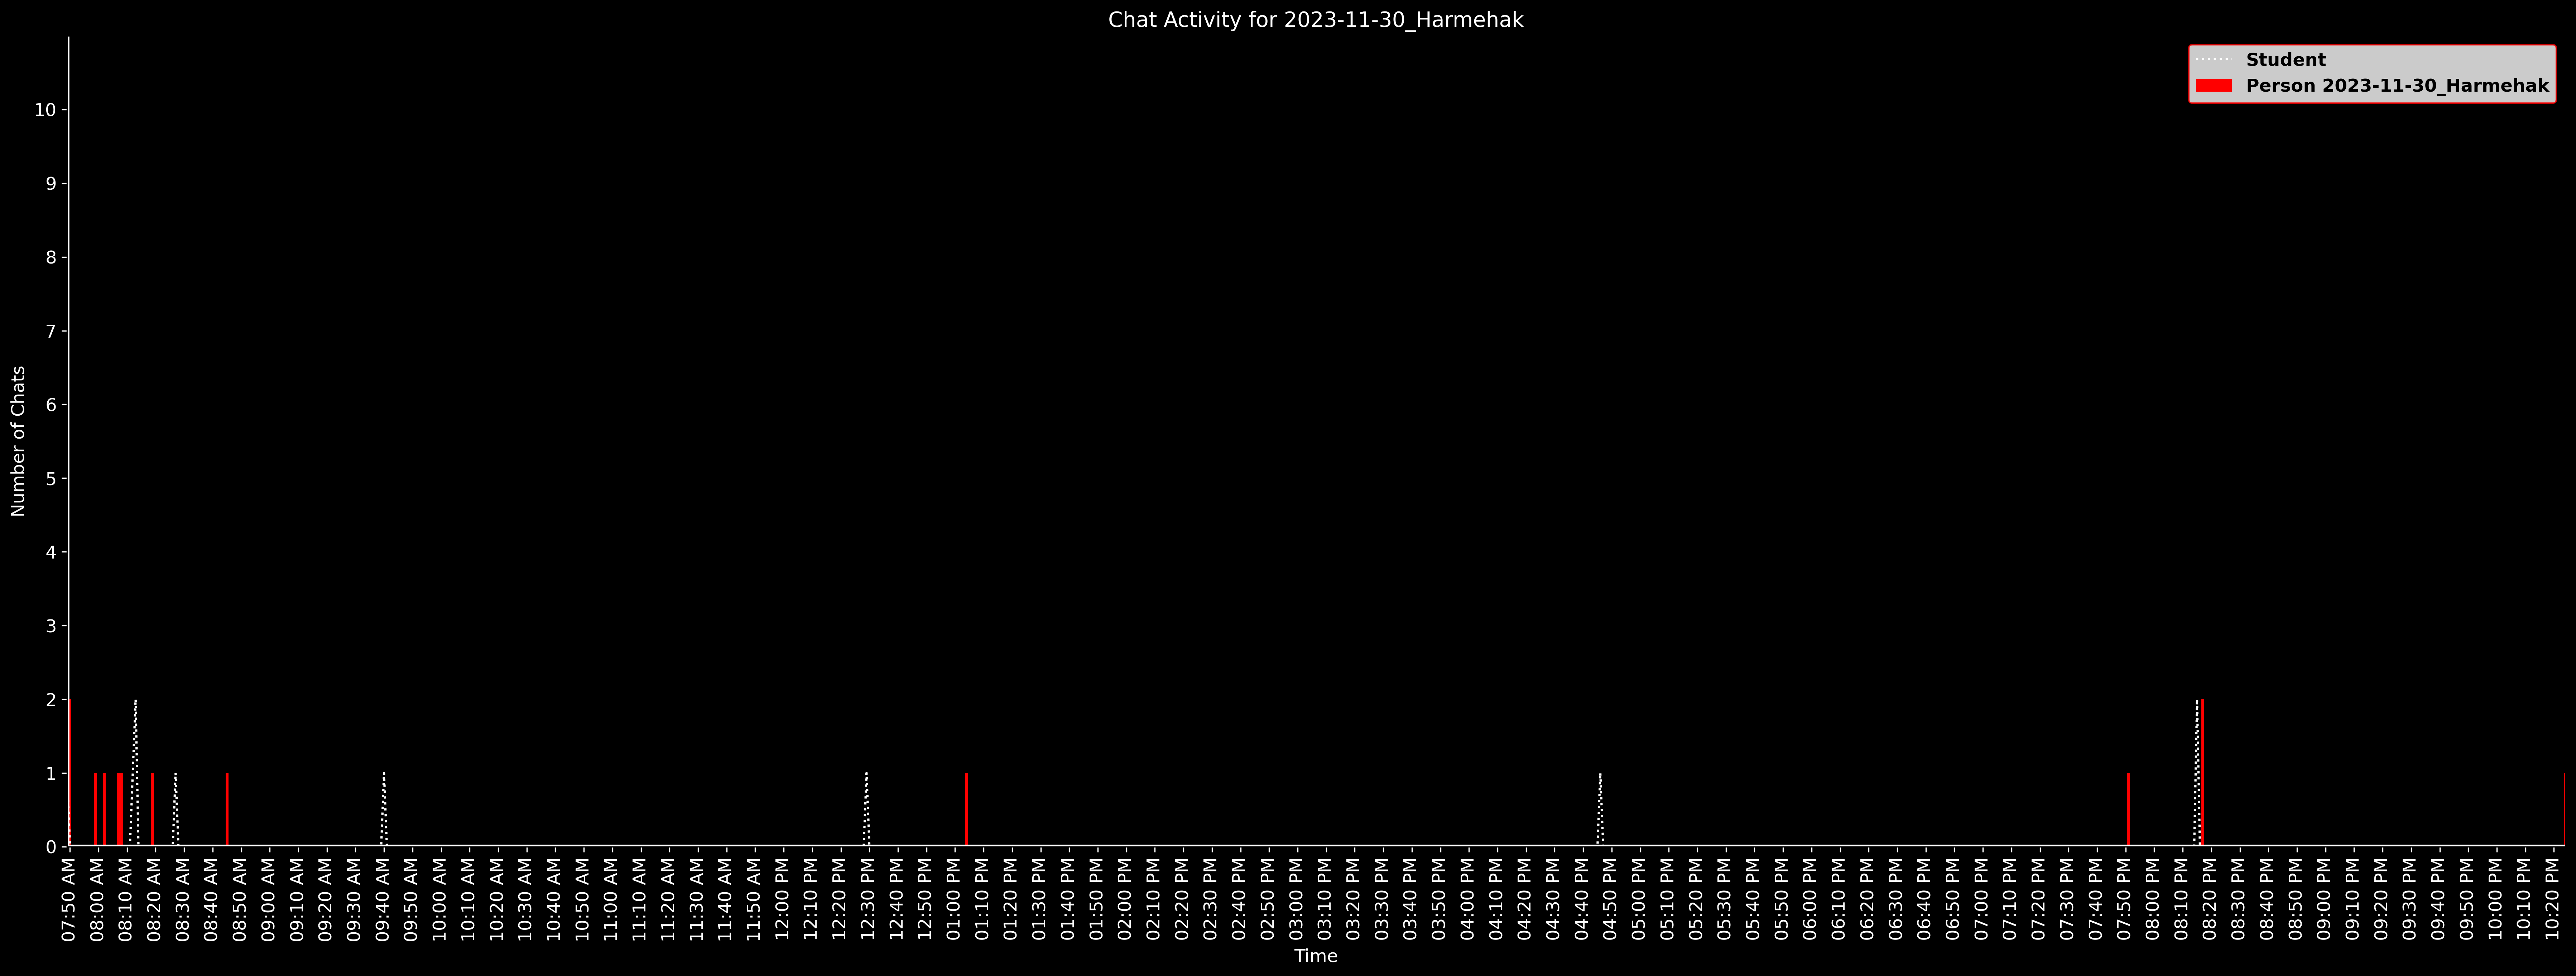 Chat Activity for 2023-11-30_Harmehak
Student
Person 2023-11-30_Harmehak
Number of Chats
10
9
8
7
6
5
4
3
2
1
0
07:50 AM
08:00 AM
08:10 AM
08:20 AM
08:30 AM
08:40 AM
08:50 AM
09:00 AM
09:10 AM
09:20 AM
09:30 AM
09:40 AM
09:50 AM
10:00 AM
10:10 AM
10:20 AM
10:30 AM
10:40 AM
10:50 AM
11:00 AM
11:10 AM
11:20 AM
11:30 AM
11:40 AM
11:50 AM
12:00 PM
12:10 PM
12:20 PM
12:30 PM
12:40 PM
12:50 PM
01:00 PM
01:10 PM
01:20 PM
01:30 PM
01:40 PM
01:50 PM
02:00 PM
02:10 PM
02:20 PM
02:30 PM
02:40 PM
02:50 PM
03:00 PM
03:10 PM
03:20 PM
03:30 PM
03:40 PM
03:50 PM
04:00 PM
04:10 PM
04:20 PM
04:30 PM
04:40 PM
04:50 PM
05:00 PM
05:10 PM
05:20 PM
05:30 PM
05:40 PM
05:50 PM
06:00 PM
06:10 PM
06:20 PM
06:30 PM
06:40 PM
06:50 PM
07:00 PM
07:10 PM
07:20 PM
07:30 PM
07:40 PM
07:50 PM
08:00 PM
08:10 PM
08:20 PM
08:30 PM
08:40 PM
08:50 PM
09:00 PM
09:10 PM
09:20 PM
09:30 PM
09:40 PM
09:50 PM
10:00 PM
10:10 PM
10:20 PM
Time